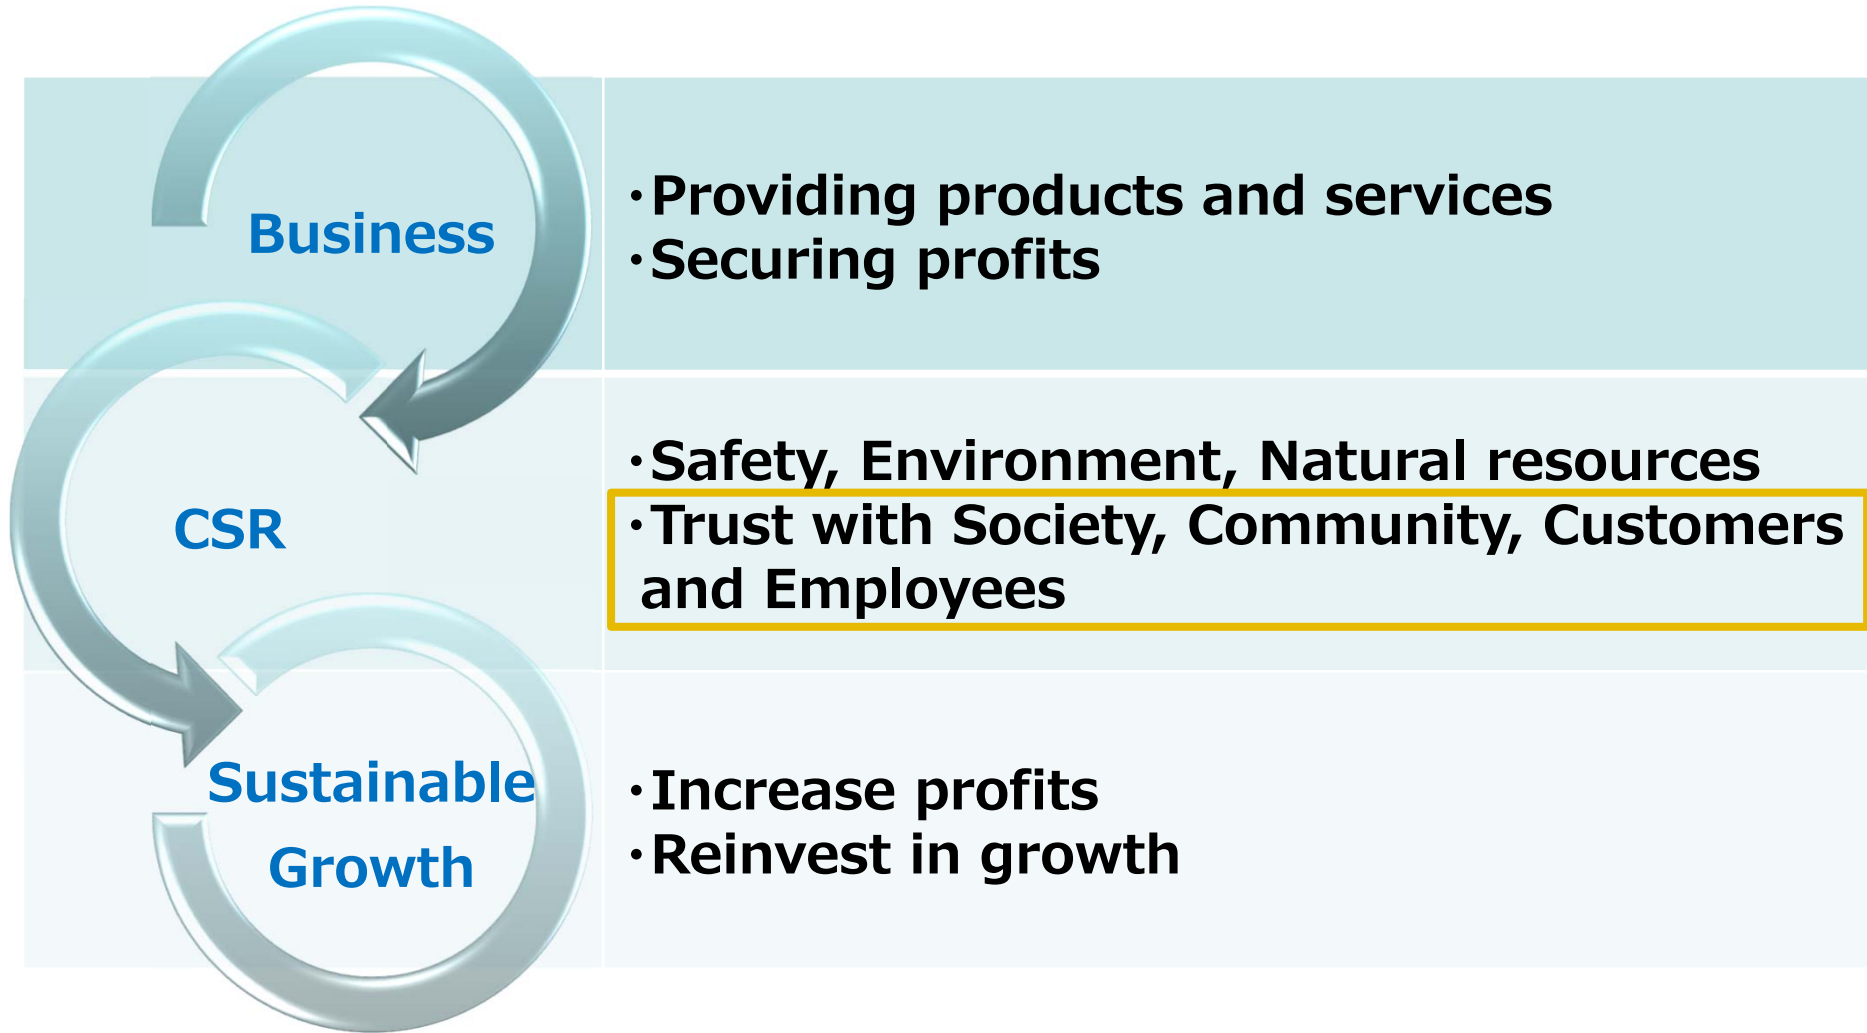 Business
・Providing products and services
・Securing profits
CSR
・Safety, Environment, Natural resources
・Trust with Society, Community, Customers
and Employees
Sustainable
Growth
・Increase profits
・Reinvest in growth